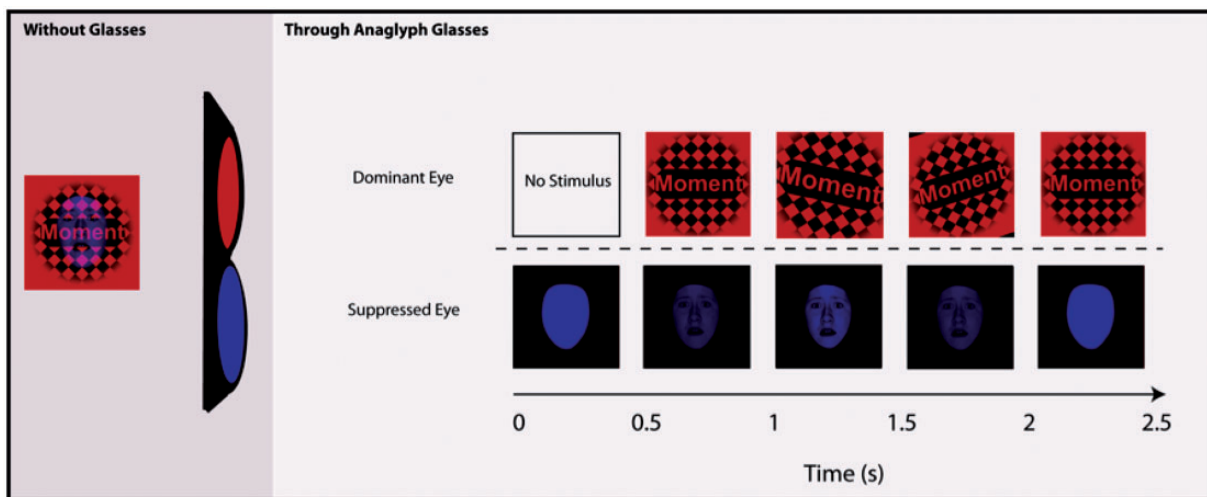 Without Glasses
Through Anaglyph Glasses
Moment
Dominant Eye
No Stimulus
Moment
Moment
Moment
Moment
Suppressed Eye
0
0.5
1
1.5
2
2.5
Time (s)